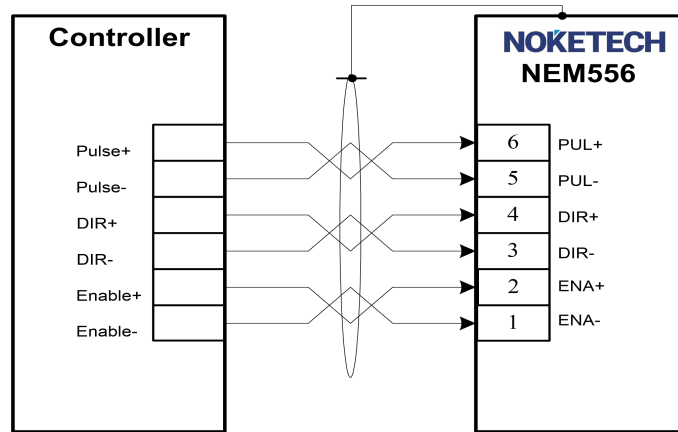 Controller
Pulse+
Pulse-
DIR+
DIR-
Enable+
Enable-
NOKETECH
NEM556
6 PUL+
5 PUL-
4 DIR+
3 DIR-
2 ENA+
1 ENA-